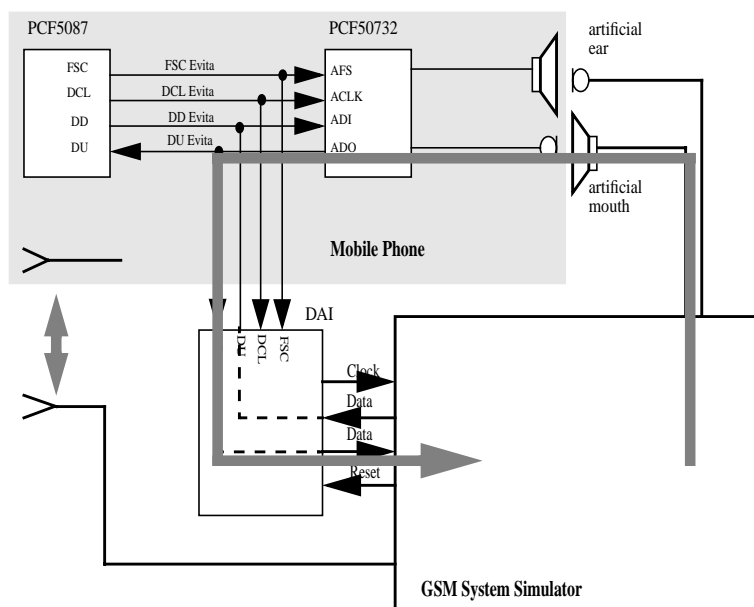 PCF5087
PCF50732
artificial
ear
FSC
FSC Evita
AFS
DCL
DCL Evita
ACLK
DD
DD Evita
ADI
DU
DU Evita
ADO
artificial
mouth
Mobile Phone
DAI
DU
DCL
FSC
Clock
Data
Data
Reset
GSM System Simulator